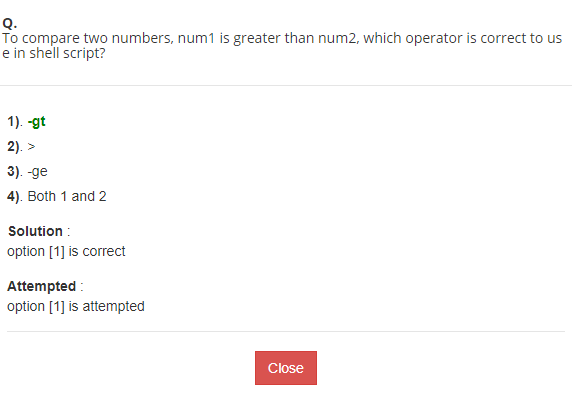 Q.
To compare two numbers, num1 is greater than num2, which operator is correct to us
e in shell script?
1). -gt
2). >
3). -ge
4). Both 1 and 2
Solution :
option [1] is correct
Attempted :
option [1] is attempted
Close